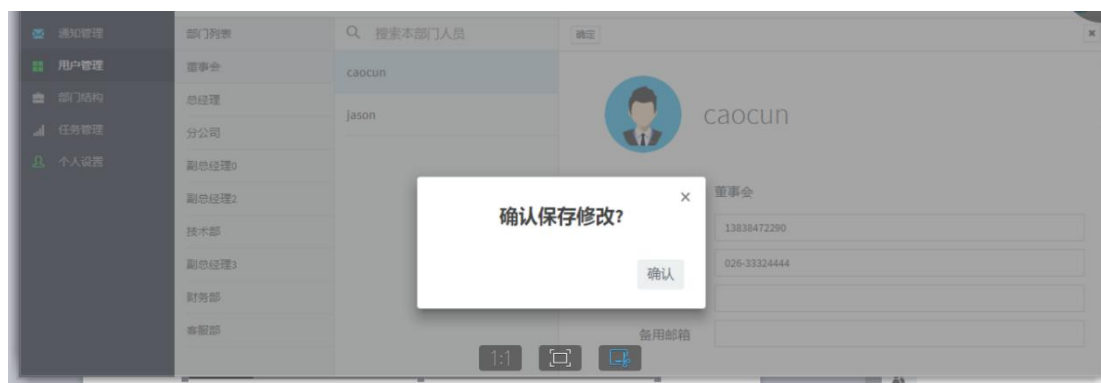 通知管理
用户管理
部门结构
任务管理
个人设置
部门列表
董事会
总经理
分公司
副总经理0
副总经理2
技术部
副总经理3
财务部
客服部
搜索本部门人员
caocun
jason
确定
caocun
董事会
13838472290
026-33324444
备用邮箱
确认保存修改?
×
确认
1:1